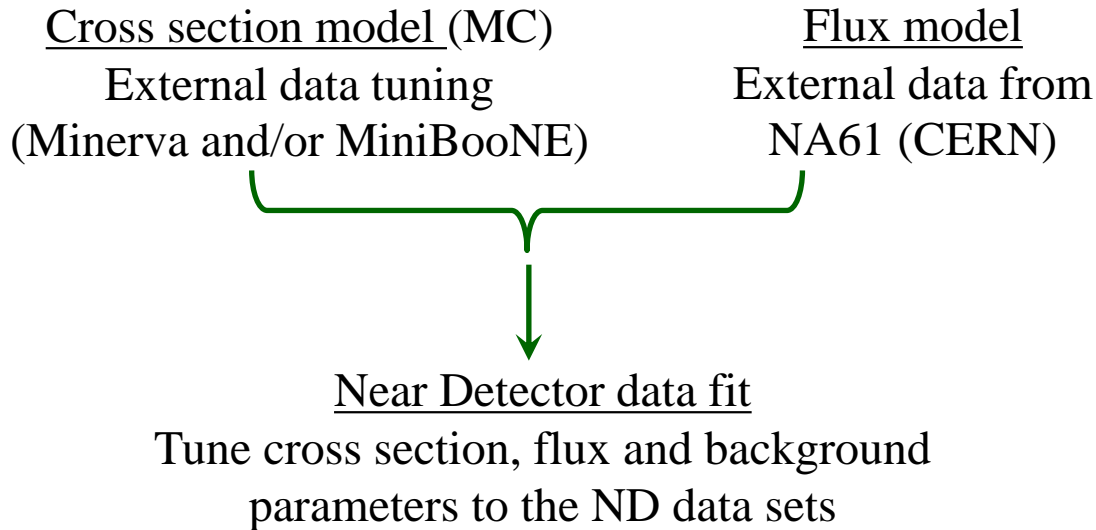 Cross section model (MC)
External data tuning
(Minerva and/or MiniBooNE)
Flux model
External data from
NA61 (CERN)
Near Detector data fit
Tune cross section, flux and background
parameters to the ND data sets